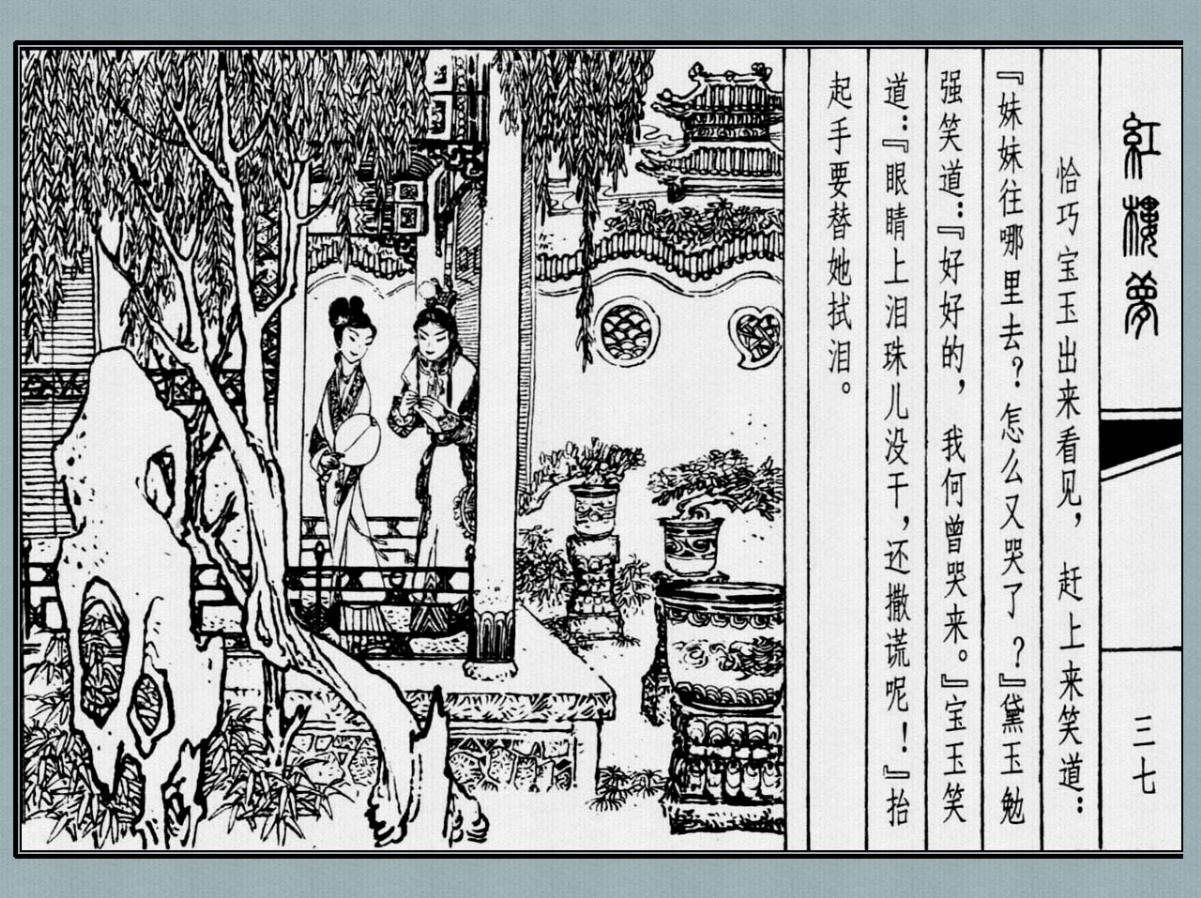 紅樓夢
三七
恰巧宝玉出来看见，赶上来笑道：
『妹妹往哪里去？怎么又哭了？』黛玉勉
强笑道：『好好的，我何曾哭来。』宝玉笑
道：『眼睛上泪珠儿没干，还撒谎呢！』抬
起手要替她拭泪。